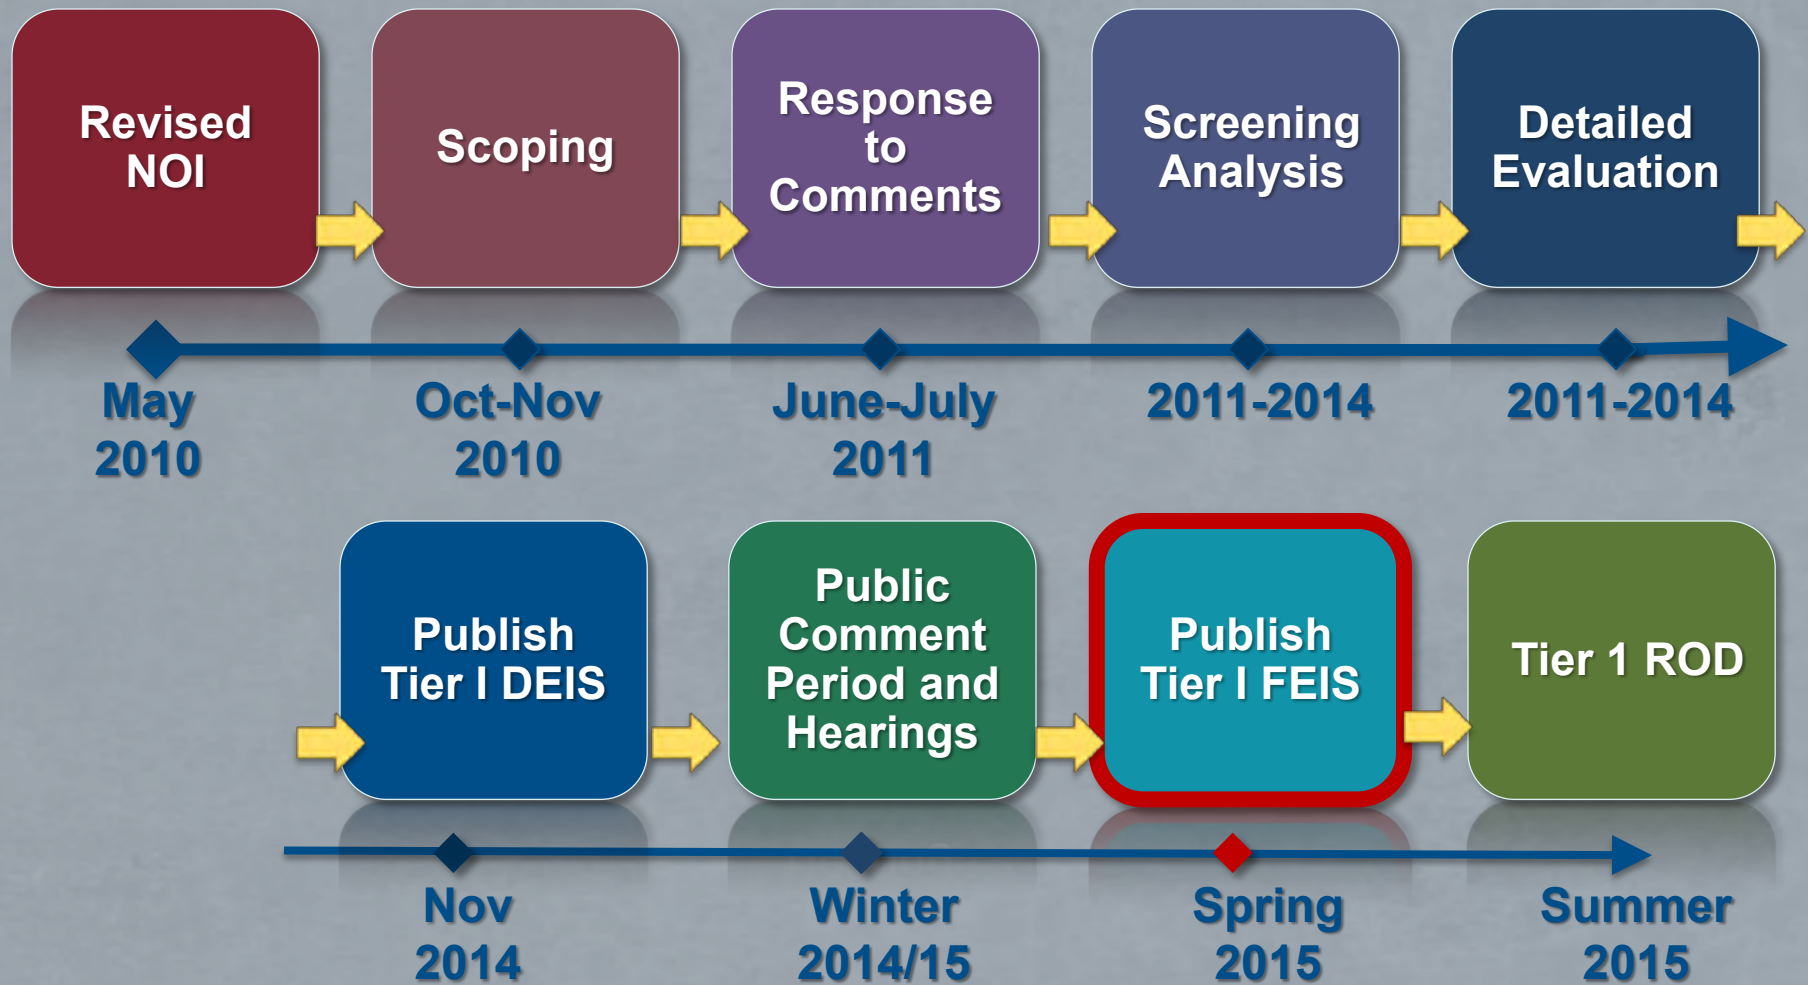 Revised
NOI
Scoping
Response
to
Comments
Screening
Analysis
Detailed
Evaluation
May
2010
Oct-Nov
2010
June-July
2011
2011-2014
2011-2014
Publish
Tier I DEIS
Public
Comment
Period and
Hearings
Publish
Tier I FEIS
Tier 1 ROD
Nov
2014
Winter
2014/15
Spring
2015
Summer
2015